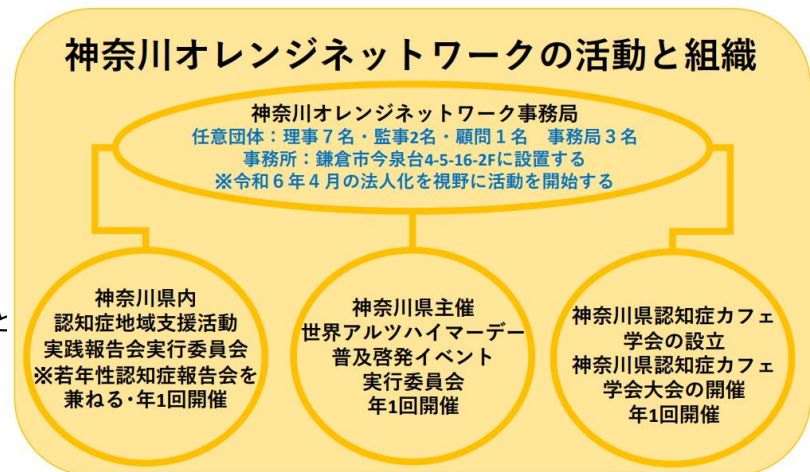 神奈川オレンジネットワークの活動と組織
神奈川オレンジネットワーク事務局
任意団体：理事７名・監事2名・顧問１名　事務局３名
事務所：鎌倉市今泉台4-5-16-2Fに設置する
※令和６年４月の法人化を視野に活動を開始する
と
神奈川県内
認知症地域支援活動
実践報告会実行委員会
※若年性認知症報告会を
兼ねる・年1回開催
神奈川県主催
世界アルツハイマーデー
普及啓発イベント
実行委員会
年1回開催
神奈川県認知症カフェ
学会の設立
神奈川県認知症カフェ
学会大会の開催
年1回開催